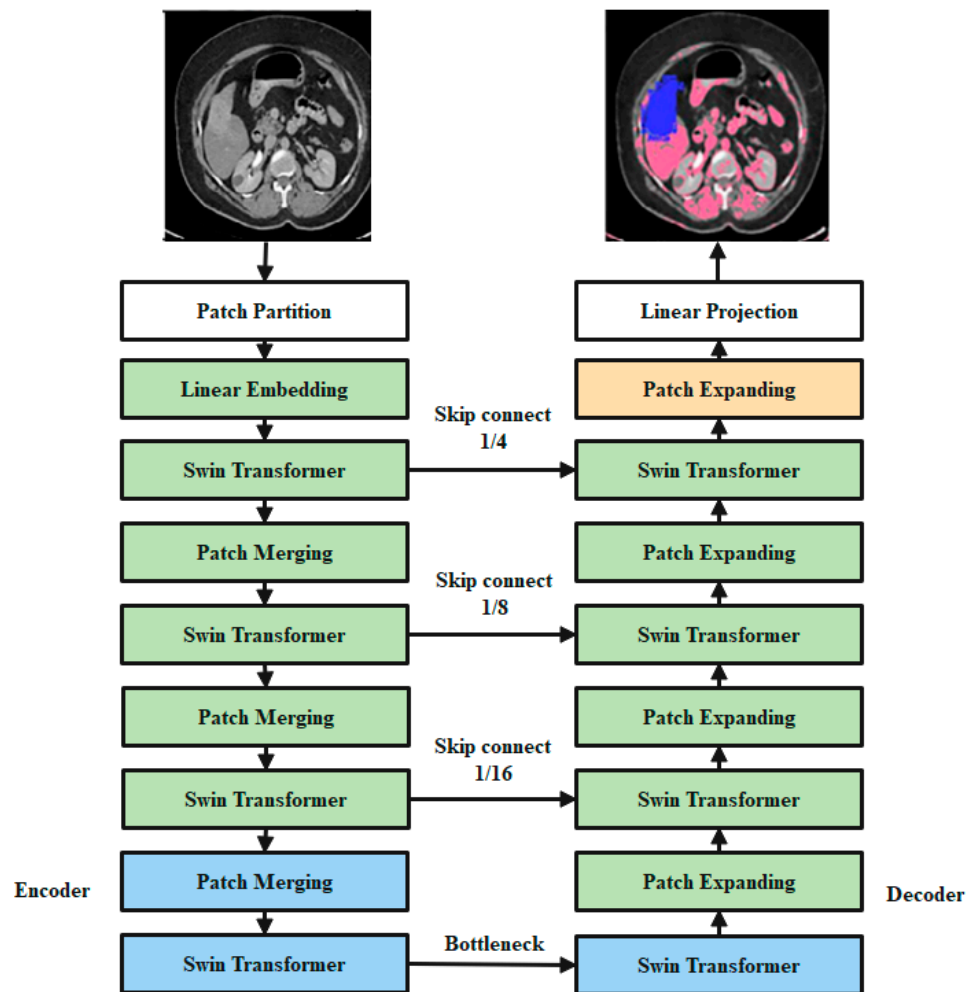 Patch Partition
Linear Projection
Linear Embedding
Patch Expanding
Skip connect
1/4
Swin Transformer
Swin Transformer
Patch Merging
Patch Expanding
Skip connect
1/8
Swin Transformer
Swin Transformer
Patch Merging
Patch Expanding
Skip connect
1/16
Swin Transformer
Swin Transformer
Encoder
Patch Merging
Patch Expanding
Decoder
Swin Transformer
Bottleneck
Swin Transformer